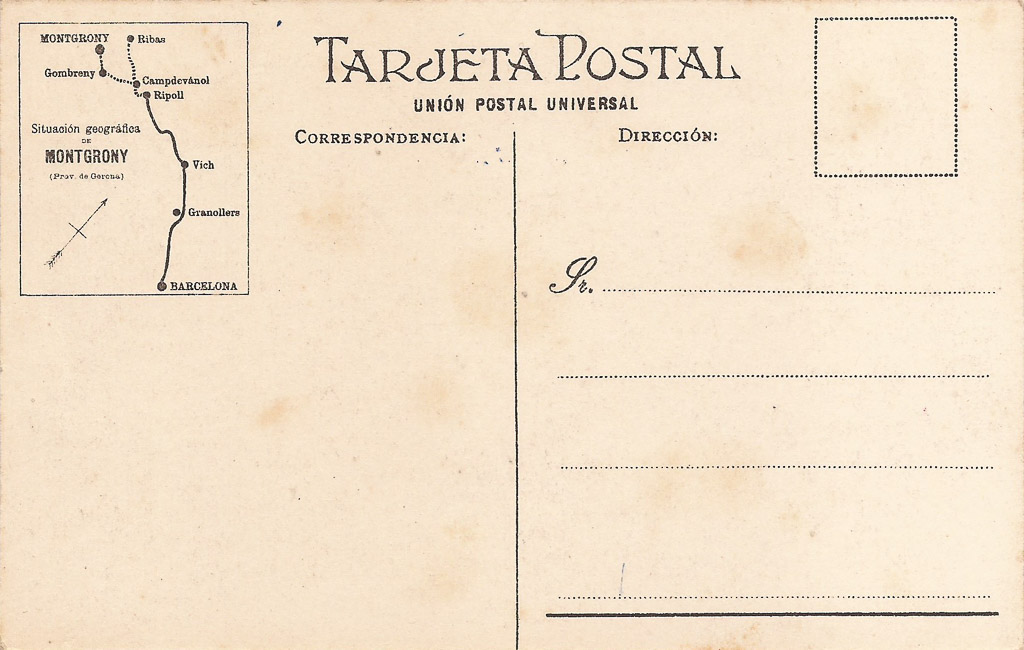 MONTGRONY
Ribas
Gombreny
Campdevánol
Ripoll
Situación geográfica
DE
MONTGRONY
(Prov. de Gerona)
Vich
Granollers
BARCELONA
TARJETA POSTAL
UNIÓN POSTAL UNIVERSAL
CORRESPONDENCIA:
DIRECCIÓN:
Sr.